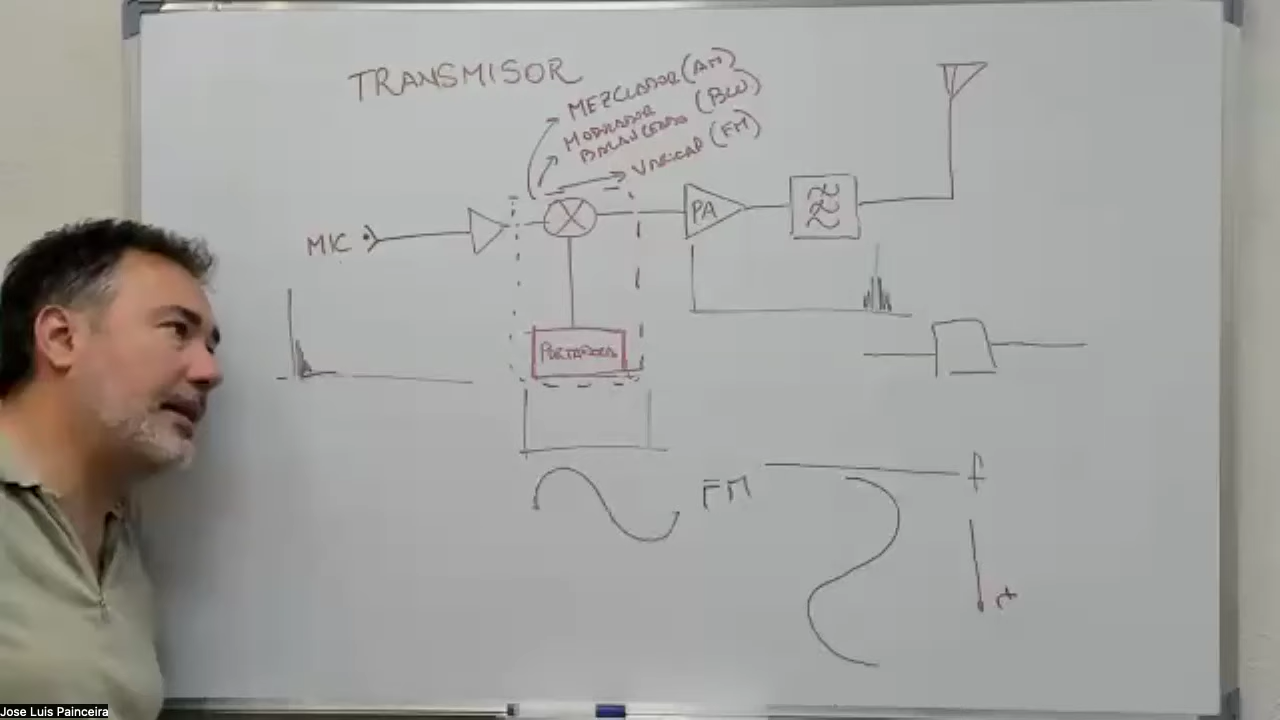 TRANSMISOR
MEZCLADOR (AM)
MODULADOR
BALANCEADO (BLU)
VARICAP (FM)
MIC
PA
PORTADORA
FM
f
t
Jose Luis Painceira